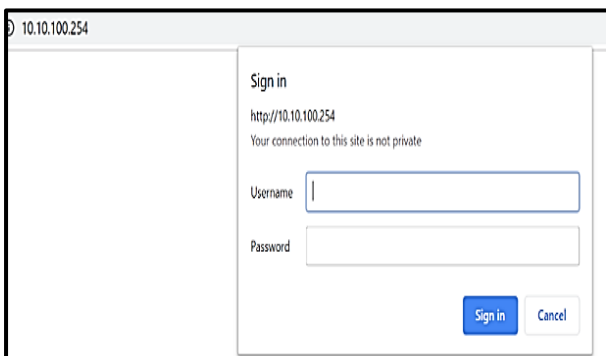 10.10.100.254
Sign in
http://10.10.100.254
Your connection to this site is not private
Username
Password
Sign in
Cancel